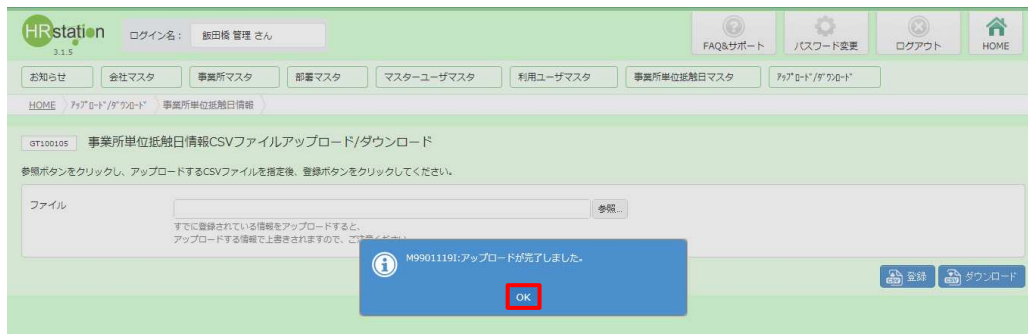 HRstation
3.1.5
ログイン名： 飯田橋 管理 さん
FAQ&サポート
パスワード変更
ログアウト
HOME
お知らせ
会社マスタ
事業所マスタ
部署マスタ
マスターユーザマスタ
利用ユーザマスタ
事業所単位抵触日マスタ
ｱｯﾌﾟﾛｰﾄﾞ/ﾀﾞｳﾝﾛｰﾄﾞ
HOME
ｱｯﾌﾟﾛｰﾄﾞ/ﾀﾞｳﾝﾛｰﾄﾞ
事業所単位抵触日情報
GT100105 事業所単位抵触日情報CSVファイルアップロード/ダウンロード
参照ボタンをクリックし、アップロードするCSVファイルを指定後、登録ボタンをクリックしてください。
ファイル
参照...
すでに登録されている情報をアップロードすると、
アップロードする情報で上書きされますので、
M9901119I:アップロードが完了しました。
OK
CSV 登録
CSV ダウンロード